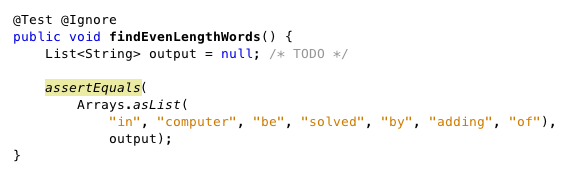 @Test @Ignore
public void findEvenLengthWords() {
    List<String> output = null; /* TODO */

    assertEquals(
        Arrays.asList(
            "in", "computer", "be", "solved", "by", "adding", "of"),
            output);
}